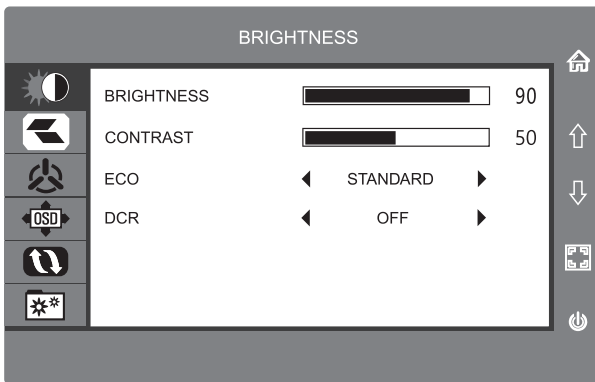 BRIGHTNESS
BRIGHTNESS 90
CONTRAST 50
ECO STANDARD
DCR OFF
OSD